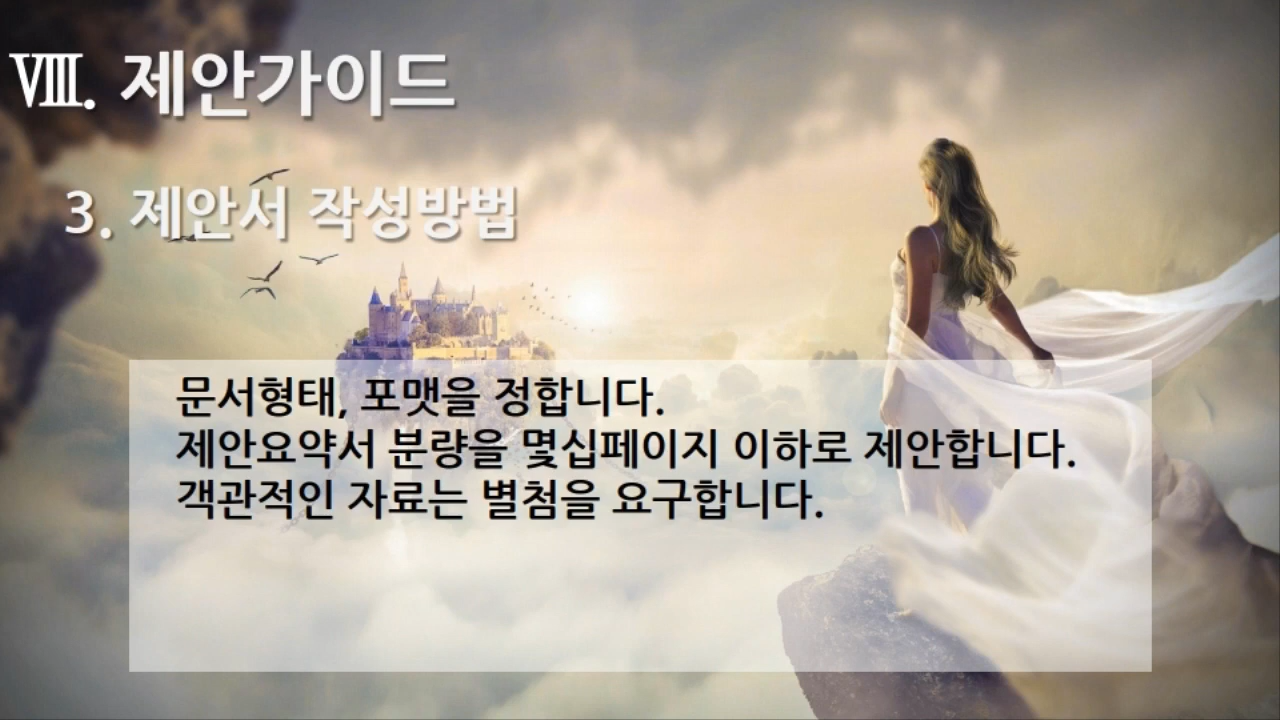 Ⅷ. 제안가이드
3. 제안서 작성방법
문서형태, 포맷을 정합니다.
제안요약서 분량을 몇십페이지 이하로 제안합니다.
객관적인 자료는 별첨을 요구합니다.